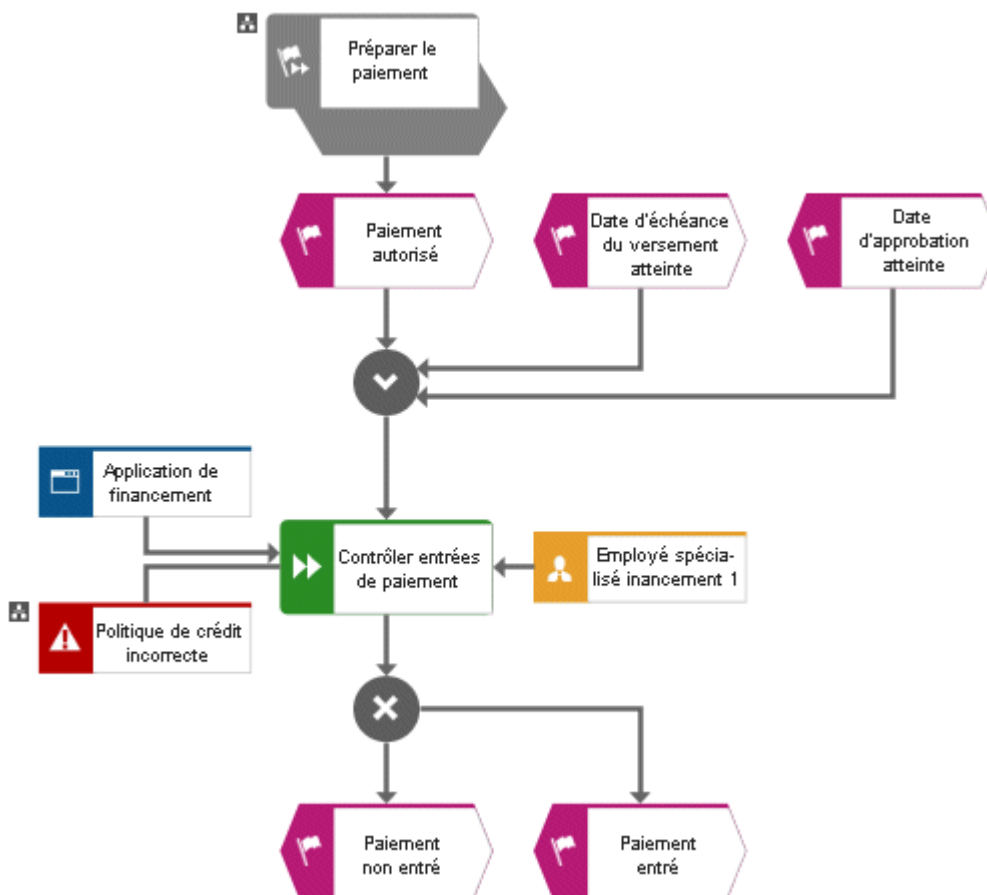 Préparer le
paiement
Paiement
autorisé
Date d'échéance
du versement
atteinte
Date
d'approbation
atteinte
Application de
financement
Contrôler entrées
de paiement
Employé spécia-
lisé inancement 1
Politique de crédit
incorrecte
Paiement
non entré
Paiement
entré